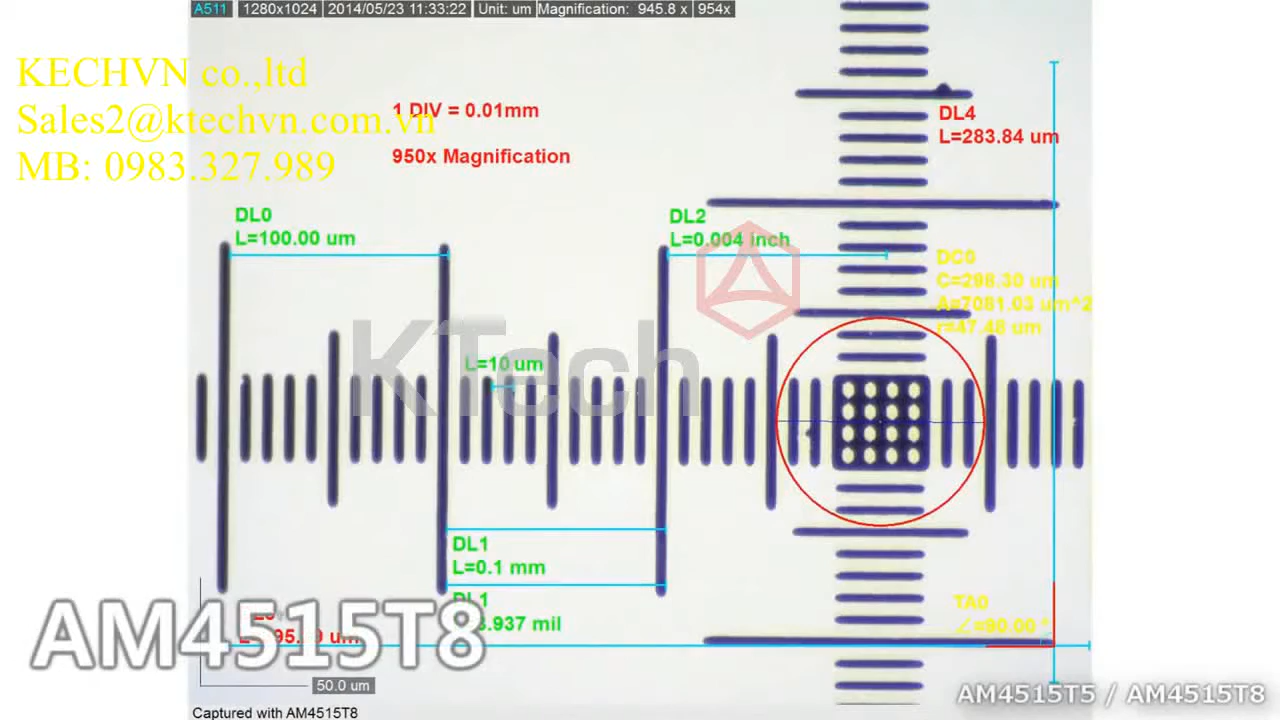 A511 1280x1024 2014/05/23 11:33:22 Unit: um Magnification: 945.8 x 954x
KECHVN co.,ltd
Sales2@ktechvn.com.vn
MB: 0983.327.989
1 DIV = 0.01mm
950x Magnification
DL4
L=283.84 um
DL0
L=100.00 um
DL2
L=0.004 inch
DC0
C=298.30 um
A=7081.03 um^2
r=47.48 um
KTech
L=10 um
DL1
L=0.1 mm
DL1
.937 mil
TA0
∠=90.00 °
um
AM4515T8
50.0 um
AM4515T5 / AM4515T8
Captured with AM4515T8